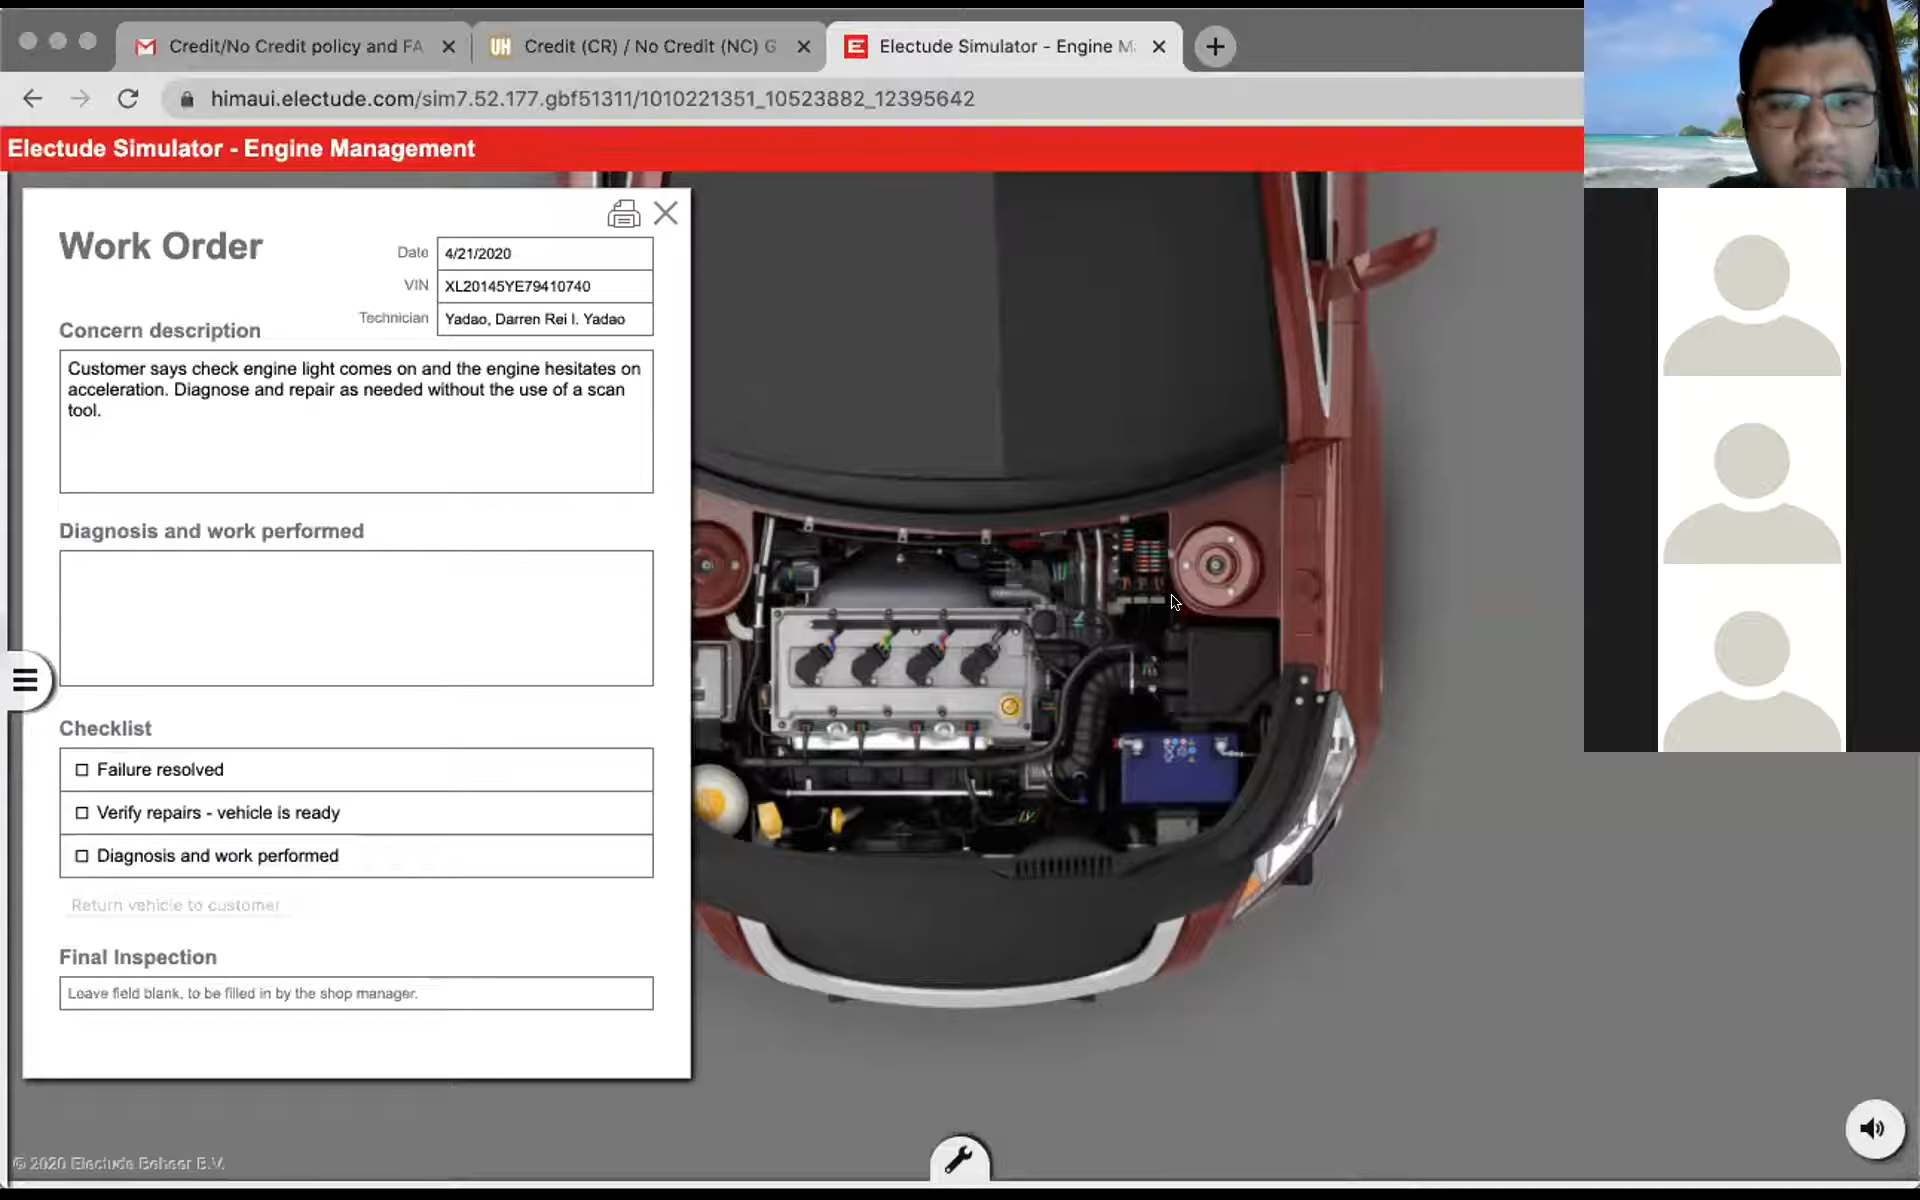 Credit/No Credit policy and FA
UH Credit (CR) / No Credit (NC) G
E Electude Simulator - Engine Ma
himaui.electude.com/sim7.52.177.gbf51311/1010221351_10523882_12395642
Electude Simulator - Engine Management
Work Order
Date 4/21/2020
VIN XL20145YE79410740
Technician Yadao, Darren Rei I. Yadao
Concern description
Customer says check engine light comes on and the engine hesitates on
acceleration. Diagnose and repair as needed without the use of a scan
tool.
Diagnosis and work performed
Checklist
Failure resolved
Verify repairs - vehicle is ready
Diagnosis and work performed
Return vehicle to customer
Final Inspection
Leave field blank, to be filled in by the shop manager.
© 2020 Electude Beheer B.V.